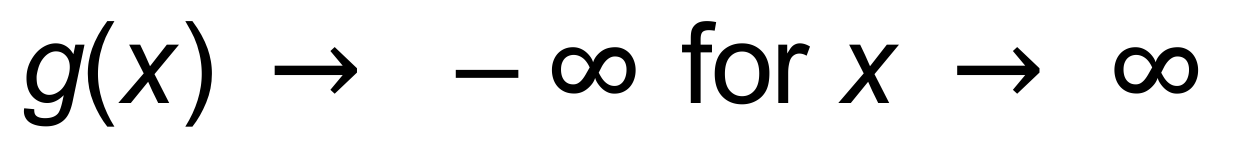 g(x) → − ∞ for x → ∞